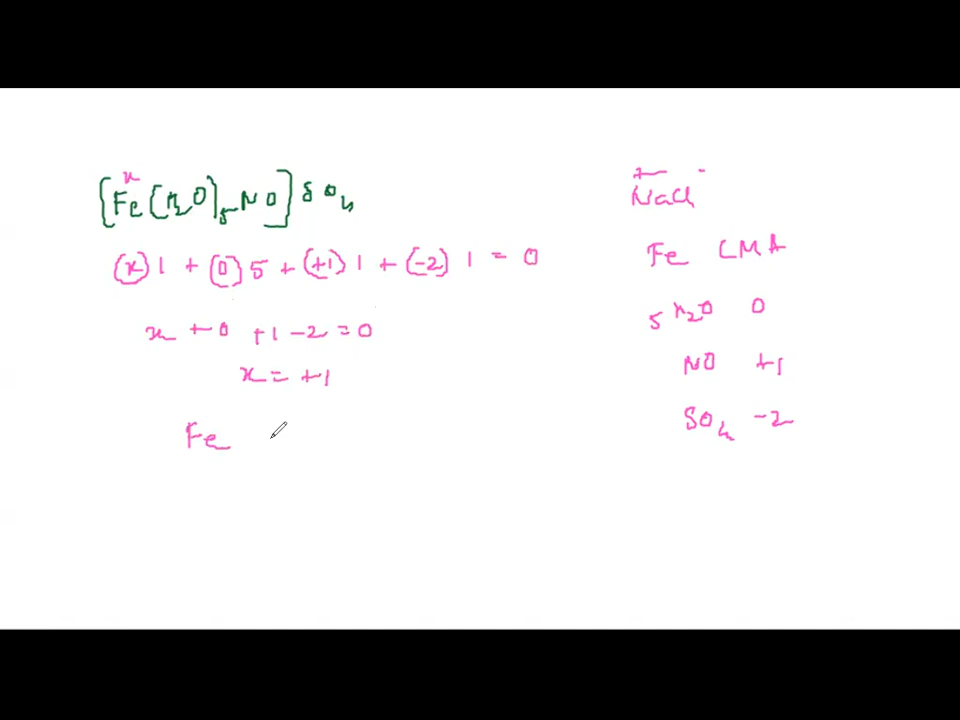 x
[Fe(H2O)5NO]SO4
(x)1 + (0)5 + (+1)1 + (-2)1 = 0
x + 0 + 1 - 2 = 0
x = +1
Fe
+ -
NaCl
Fe CMA
5 H2O 0
NO +1
SO4 -2